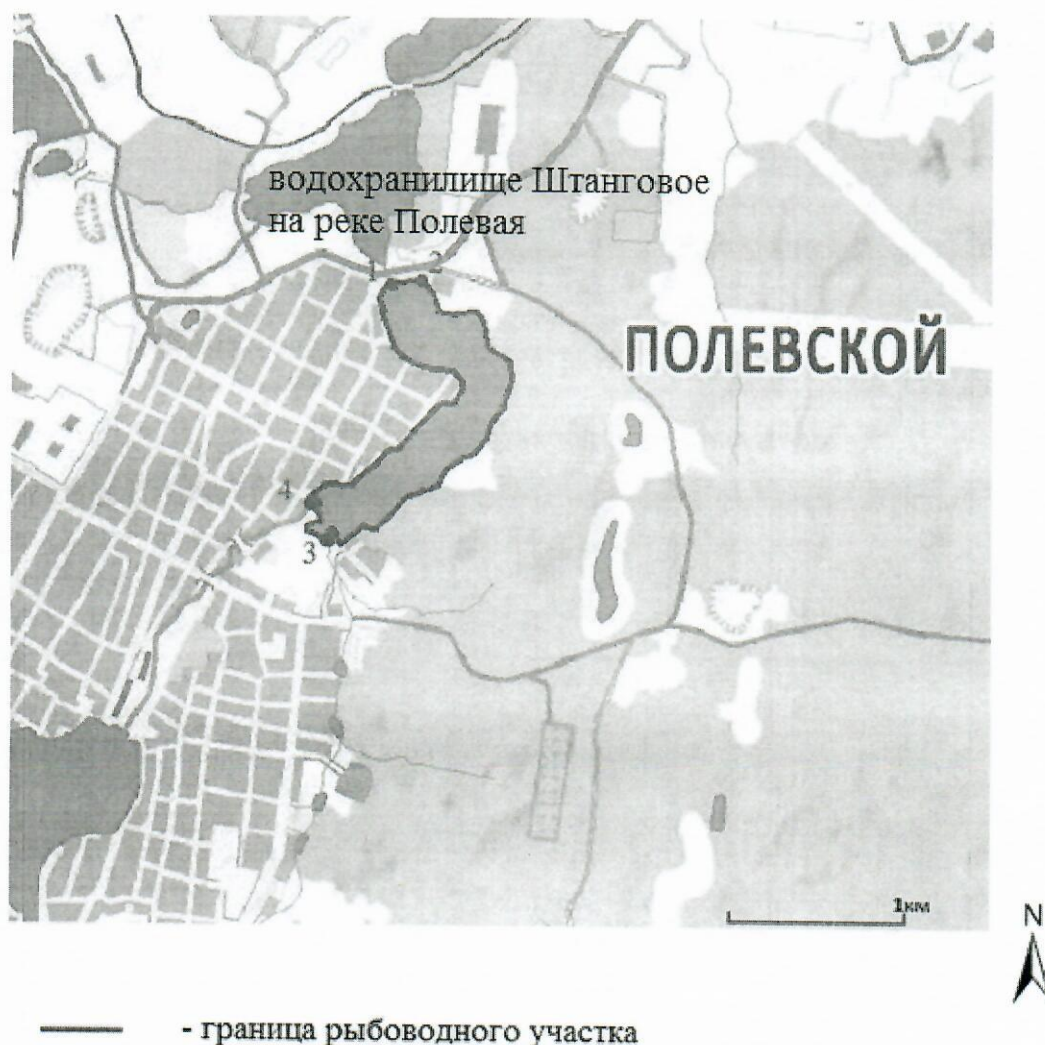 водохранилище Штанговое
на реке Полевая
1 2
ПОЛЕВСКОЙ
4
3
1км
N
- граница рыбоводного участка